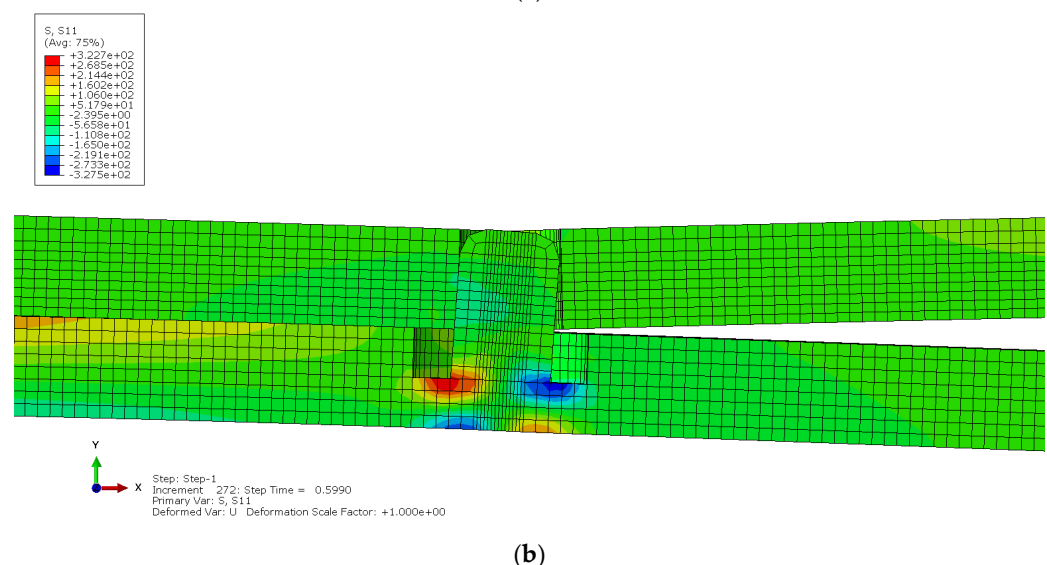 S, S11
(Avg: 75%)
+3.227e+02
+2.685e+02
+2.144e+02
+1.602e+02
+1.060e+02
+5.179e+01
-2.395e+00
-5.658e+01
-1.108e+02
-1.650e+02
-2.191e+02
-2.733e+02
-3.275e+02
Y
X
Step: Step-1
Increment 272: Step Time = 0.5990
Primary Var: S, S11
Deformed Var: U Deformation Scale Factor: +1.000e+00
(b)